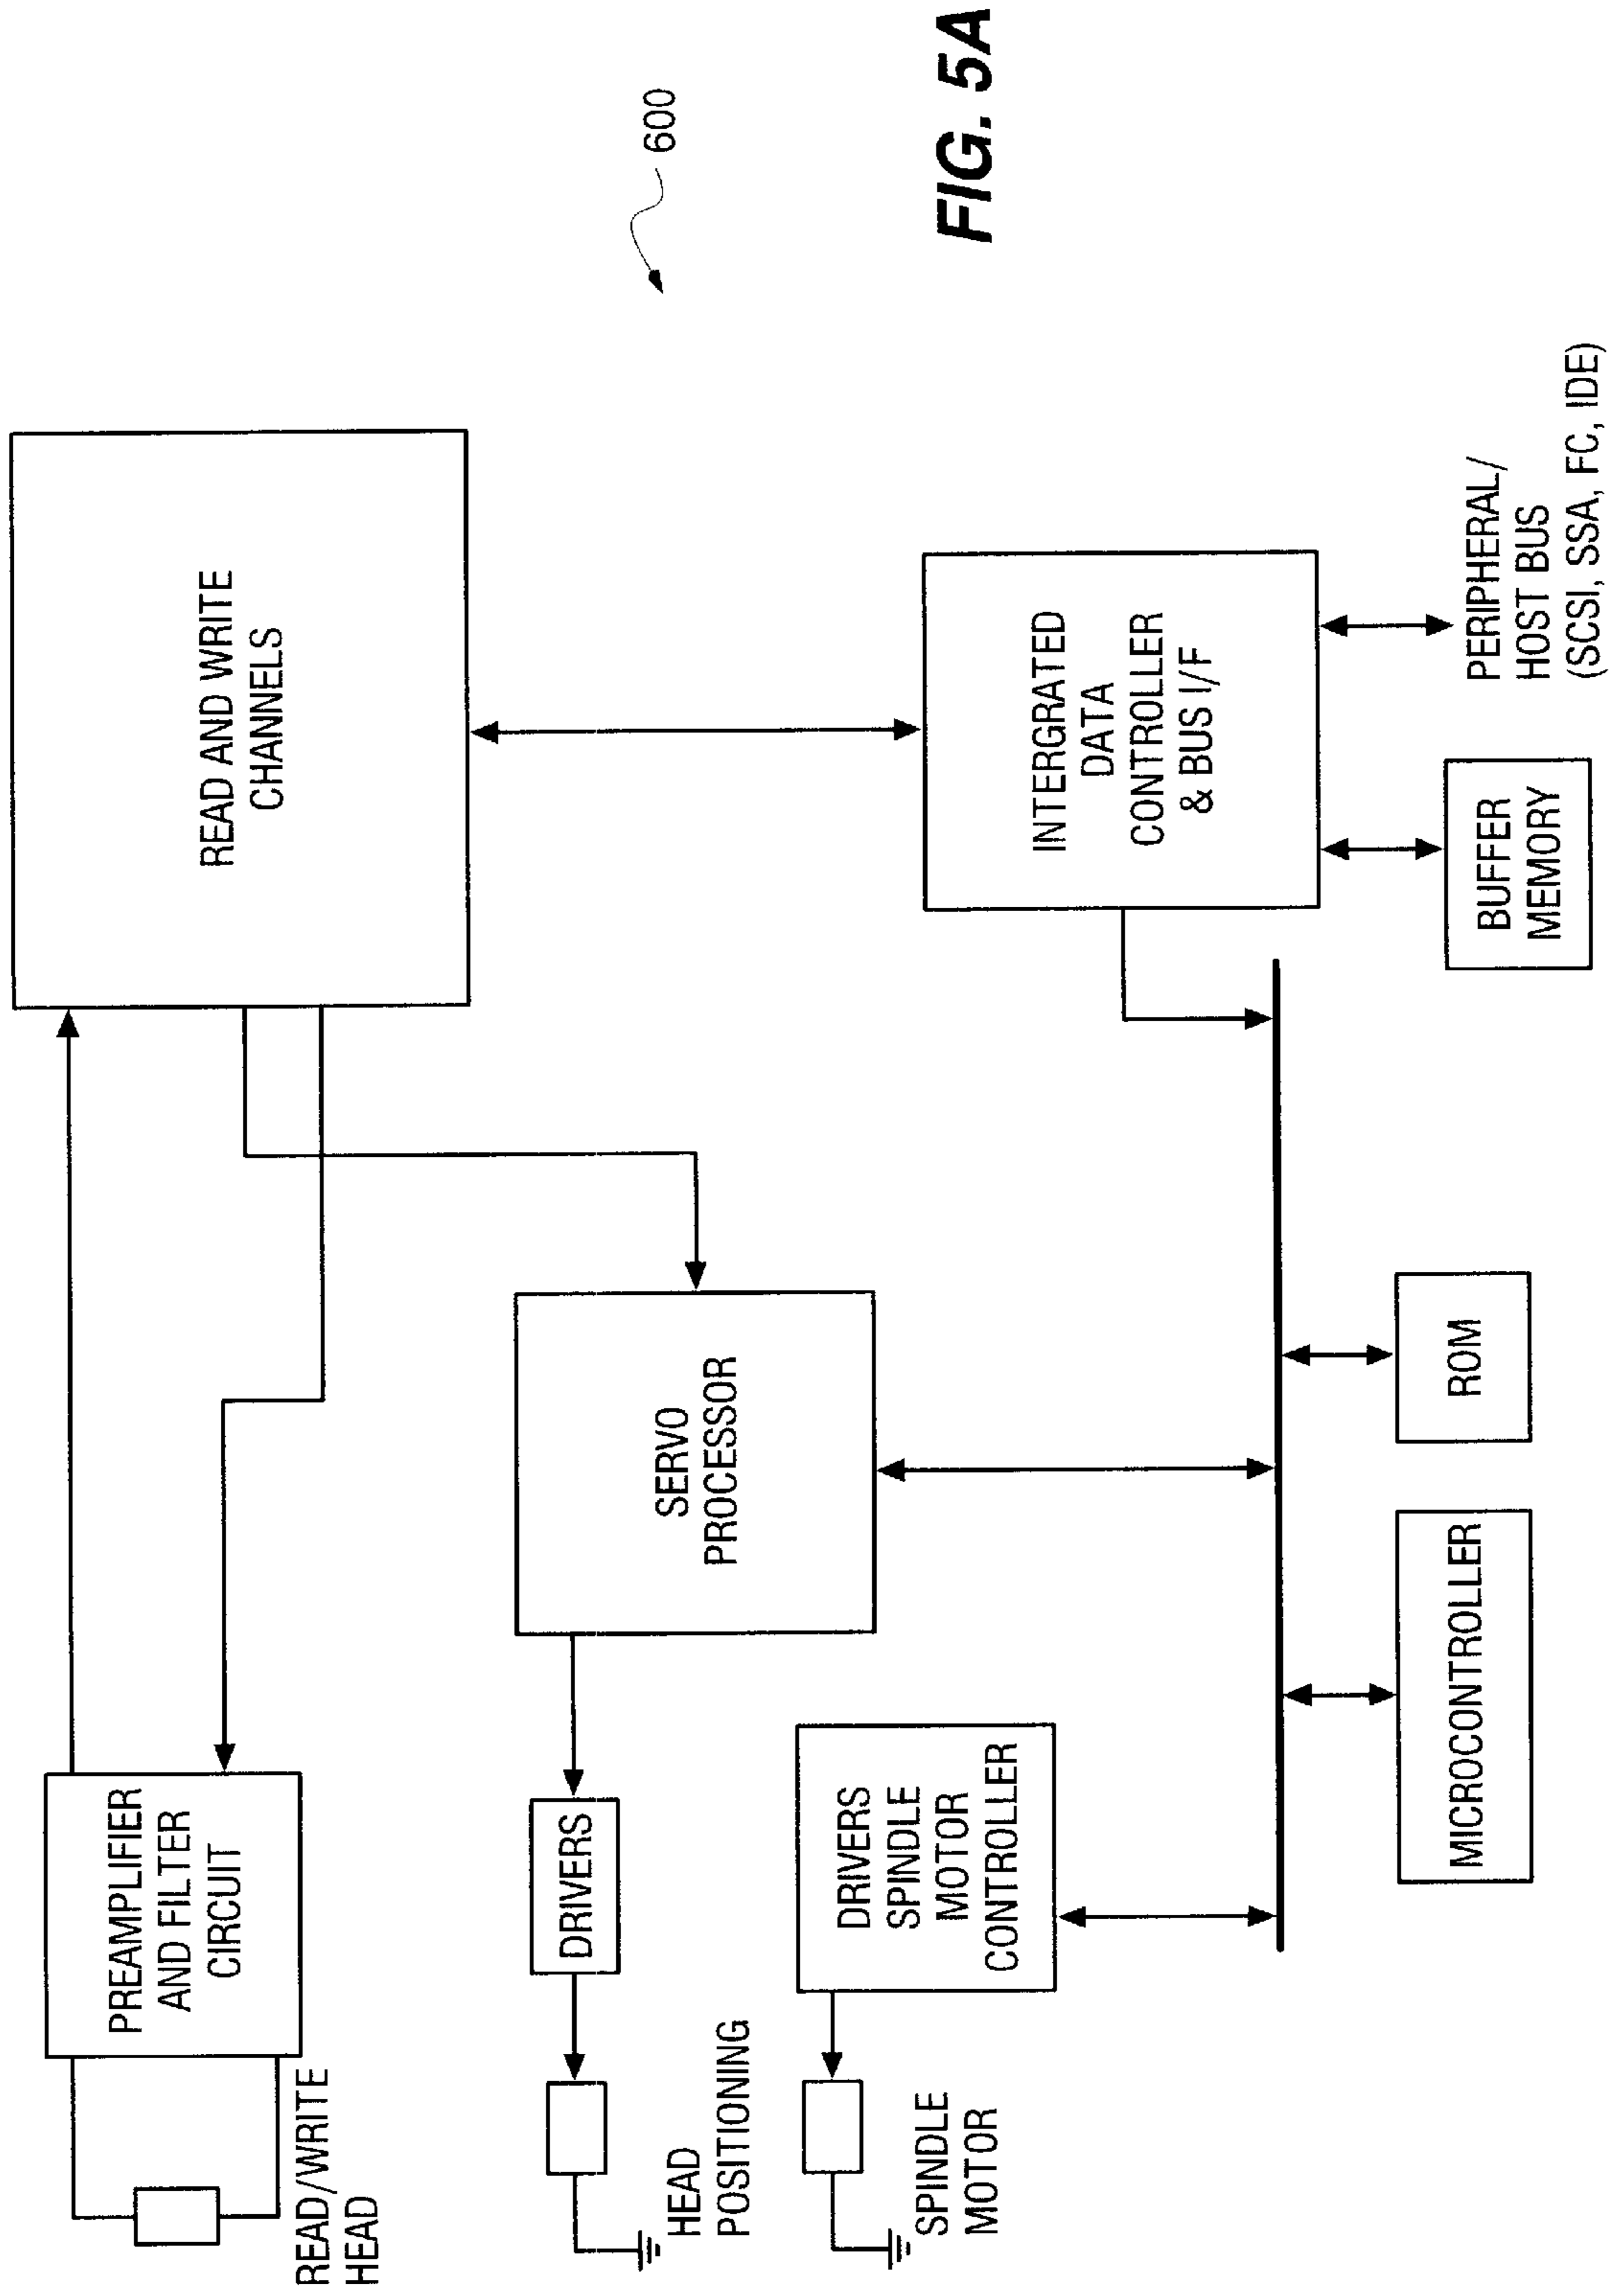 READ/WRITE
HEAD
PREAMPLIFIER
AND FILTER
CIRCUIT
READ AND WRITE
CHANNELS
HEAD
POSITIONING
DRIVERS
SERVO
PROCESSOR
600
SPINDLE
MOTOR
DRIVERS
SPINDLE
MOTOR
CONTROLLER
INTERGRATED
DATA
CONTROLLER
& BUS I/F
MICROCONTROLLER
ROM
BUFFER
MEMORY
PERIPHERAL/
HOST BUS
(SCSI, SSA, FC, IDE)
FIG. 5A